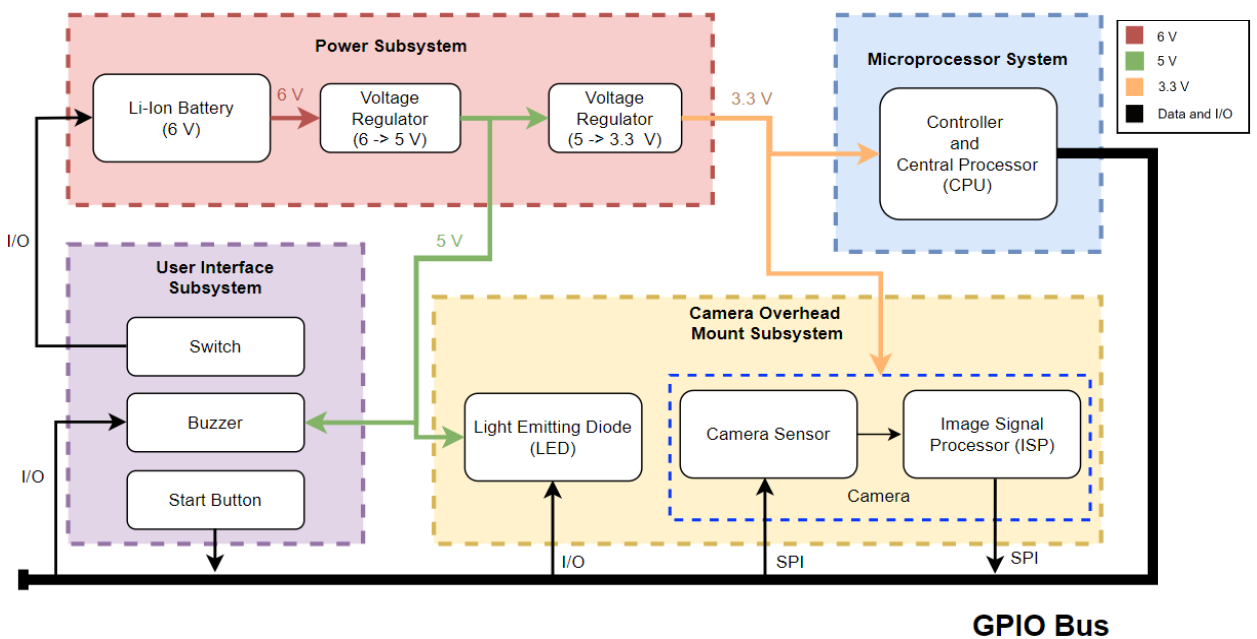 Power Subsystem
Li-Ion Battery
(6 V)
6 V
Voltage
Regulator
(6 -> 5 V)
Voltage
Regulator
(5 -> 3.3 V)
3.3 V
Microprocessor System
Controller
and
Central Processor
(CPU)
6 V
5 V
3.3 V
Data and I/O
I/O
5 V
User Interface
Subsystem
Switch
Buzzer
Start Button
I/O
Camera Overhead
Mount Subsystem
Light Emitting Diode
(LED)
Camera Sensor
Image Signal
Processor (ISP)
Camera
I/O
SPI
SPI
GPIO Bus